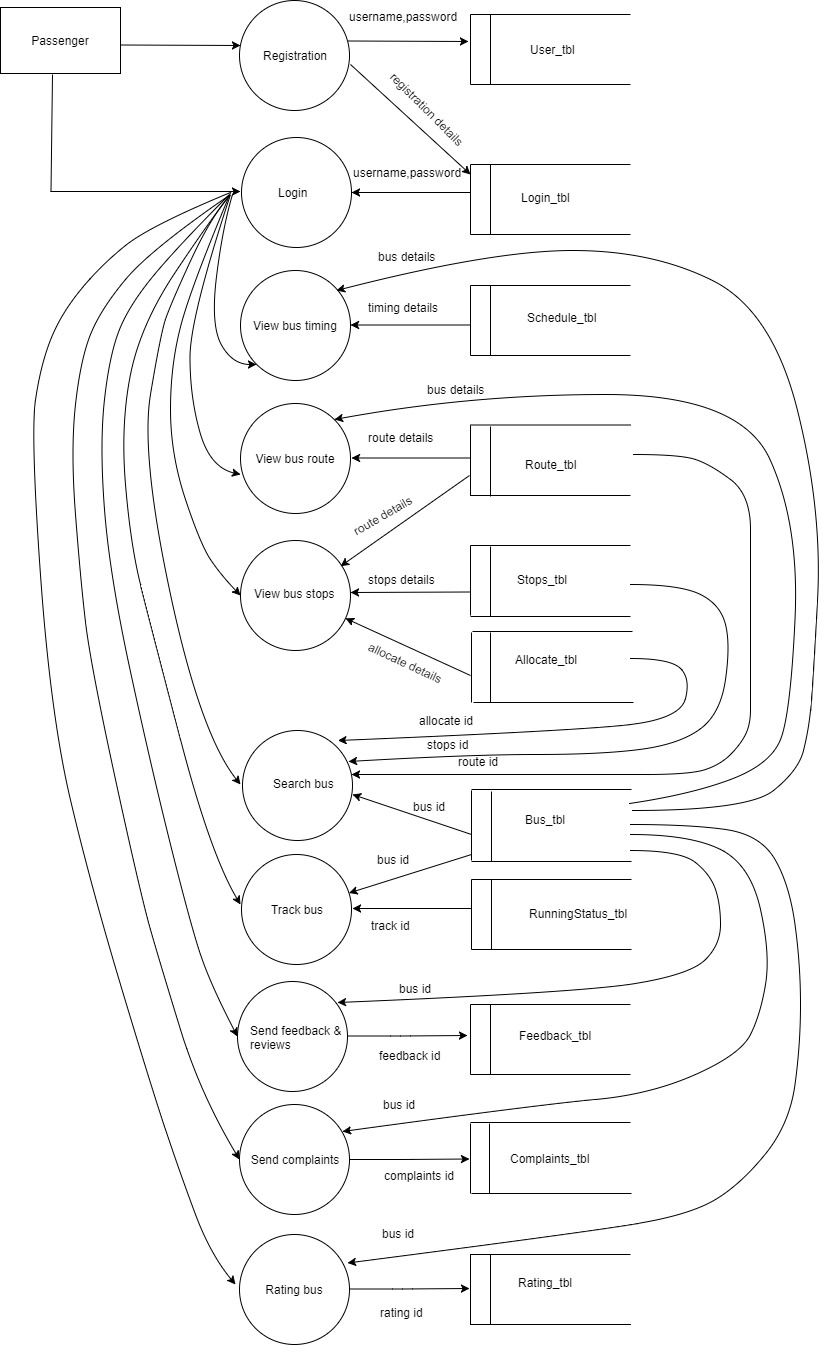 username,password
Passenger
Registration
User_tbl
registration details
username,password
Login
Login_tbl
bus details
timing details
Schedule_tbl
View bus timing
bus details
route details
View bus route
Route_tbl
route details
stops details
Stops_tbl
View bus stops
allocate details
Allocate_tbl
allocate id
stops id
route id
Search bus
bus id
Bus_tbl
bus id
Track bus
track id
RunningStatus_tbl
bus id
Send feedback &
reviews
Feedback_tbl
feedback id
bus id
Send complaints
Complaints_tbl
complaints id
bus id
Rating bus
Rating_tbl
rating id